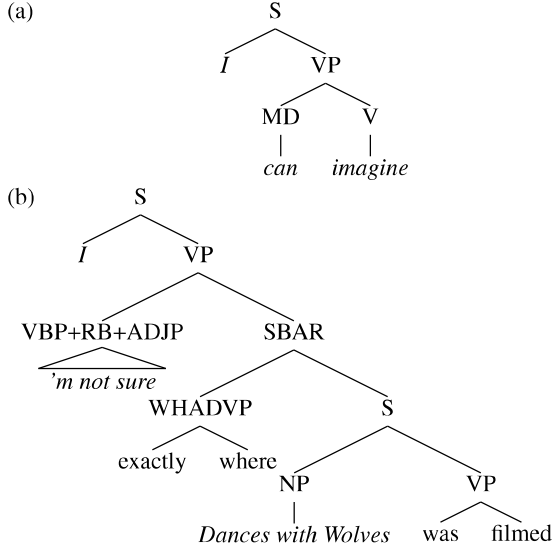 (a) S
I VP
MD V
can imagine
(b) S
I VP
VBP+RB+ADJP SBAR
'm not sure
WHADVP S
exactly where
NP VP
Dances with Wolves was filmed